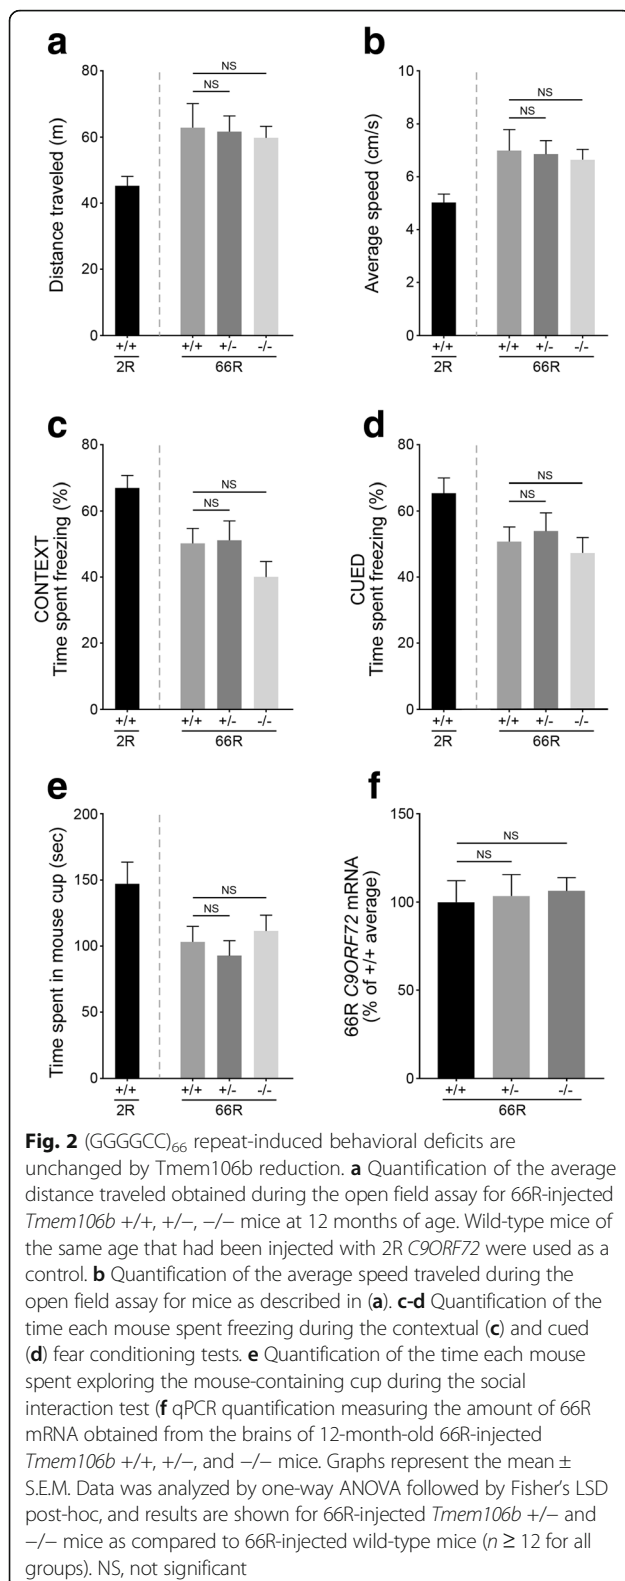 a
b
NS
NS
80
60
40
20
0
Distance traveled (m)
+/+
+/+
+/-
-/-
2R
66R
NS
NS
10
8
6
4
2
0
Average speed (cm/s)
+/+
+/+
+/-
-/-
2R
66R
c
d
NS
NS
80
60
40
20
0
CONTEXT
Time spent freezing (%)
+/+
+/+
+/-
-/-
2R
66R
NS
NS
80
60
40
20
0
CUED
Time spent freezing (%)
+/+
+/+
+/-
-/-
2R
66R
e
f
NS
NS
200
150
100
50
0
Time spent in mouse cup (sec)
+/+
+/+
+/-
-/-
2R
66R
NS
NS
150
100
50
0
66R C9ORF72 mRNA
(% of +/+ average)
+/+
+/-
-/-
66R
Fig. 2 (GGGGCC)66 repeat-induced behavioral deficits are
unchanged by Tmem106b reduction. a Quantification of the average
distance traveled obtained during the open field assay for 66R-injected
Tmem106b +/+, +/−, −/− mice at 12 months of age. Wild-type mice of
the same age that had been injected with 2R C9ORF72 were used as a
control. b Quantification of the average speed traveled during the
open field assay for mice as described in (a). c-d Quantification of the
time each mouse spent freezing during the contextual (c) and cued
(d) fear conditioning tests. e Quantification of the time each mouse
spent exploring the mouse-containing cup during the social
interaction test (f qPCR quantification measuring the amount of 66R
mRNA obtained from the brains of 12-month-old 66R-injected
Tmem106b +/+, +/−, and −/− mice. Graphs represent the mean ±
S.E.M. Data was analyzed by one-way ANOVA followed by Fisher's LSD
post-hoc, and results are shown for 66R-injected Tmem106b +/− and
−/− mice as compared to 66R-injected wild-type mice (n ≥ 12 for all
groups). NS, not significant